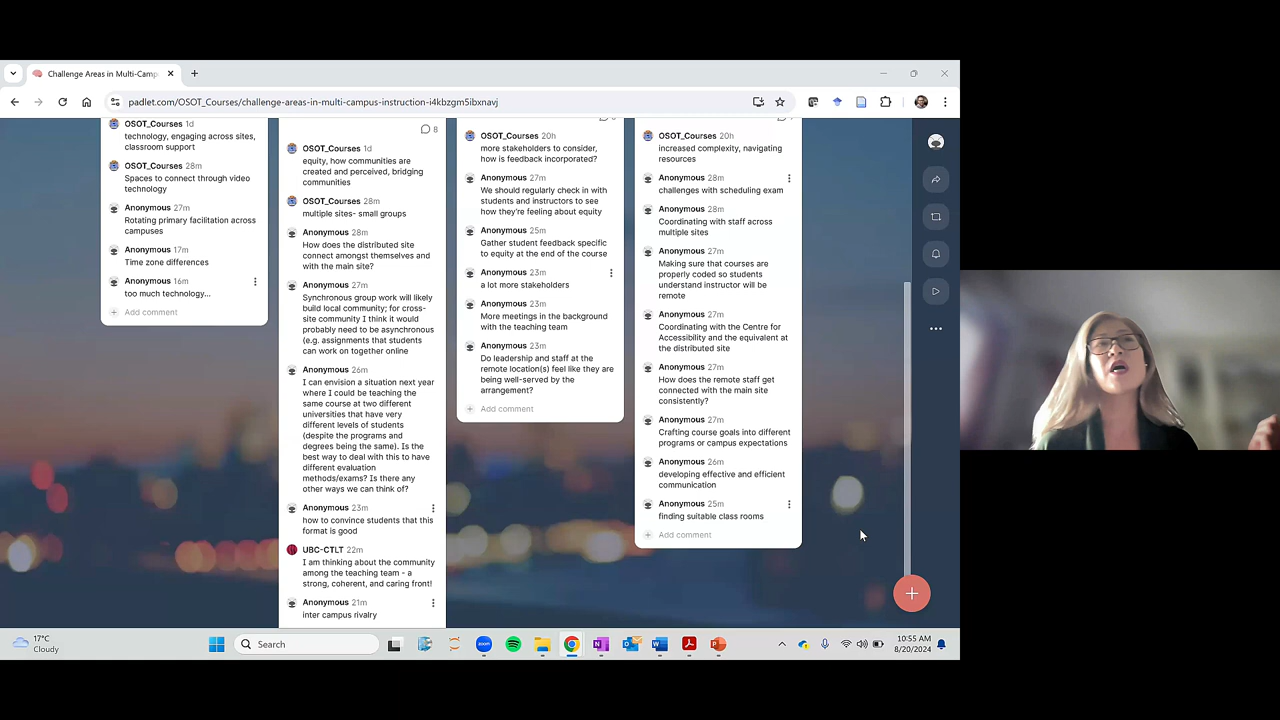 Challenge Areas in Multi-Camp
padlet.com/OSOT_Courses/challenge-areas-in-multi-campus-instruction-i4kbzgm5ibxnavj
OSOT_Courses 1d
technology, engaging across sites,
classroom support
OSOT_Courses 28m
Spaces to connect through video
technology
Anonymous 27m
Rotating primary facilitation across
campuses
Anonymous 17m
Time zone differences
Anonymous 16m
too much technology...
Add comment
8
OSOT_Courses 1d
equity, how communities are
created and perceived, bridging
communities
OSOT_Courses 28m
multiple sites- small groups
Anonymous 28m
How does the distributed site
connect amongst themselves and
with the main site?
Anonymous 27m
Synchronous group work will likely
build local community; for cross-
site community I think it would
probably need to be asynchronous
(e.g. assignments that students
can work on together online
Anonymous 26m
I can envision a situation next year
where I could be teaching the
same course at two different
universities that have very
different levels of students
(despite the programs and
degrees being the same). Is the
best way to deal with this to have
different evaluation
methods/exams? Is there any
other ways we can think of?
Anonymous 23m
how to convince students that this
format is good
UBC-CTLT 22m
I am thinking about the community
among the teaching team - a
strong, coherent, and caring front!
Anonymous 21m
inter campus rivalry
OSOT_Courses 20h
more stakeholders to consider,
how is feedback incorporated?
Anonymous 27m
We should regularly check in with
students and instructors to see
how they're feeling about equity
Anonymous 25m
Gather student feedback specific
to equity at the end of the course
Anonymous 23m
a lot more stakeholders
Anonymous 23m
More meetings in the background
with the teaching team
Anonymous 23m
Do leadership and staff at the
remote location(s) feel like they are
being well-served by the
arrangement?
Add comment
OSOT_Courses 20h
increased complexity, navigating
resources
Anonymous 28m
challenges with scheduling exam
Anonymous 28m
Coordinating with staff across
multiple sites
Anonymous 27m
Making sure that courses are
properly coded so students
understand instructor will be
remote
Anonymous 27m
Coordinating with the Centre for
Accessibility and the equivalent at
the distributed site
Anonymous 27m
How does the remote staff get
connected with the main site
consistently?
Anonymous 27m
Crafting course goals into different
programs or campus expectations
Anonymous 26m
developing effective and efficient
communication
Anonymous 25m
finding suitable class rooms
Add comment
17°C
Cloudy
Search
10:55 AM
8/20/2024